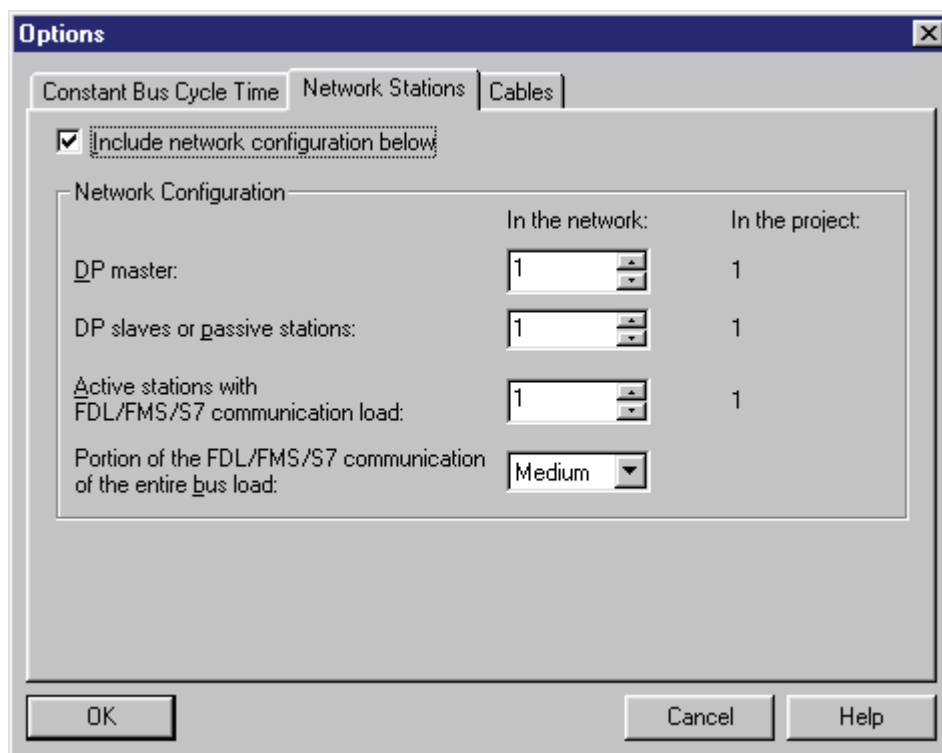 Options
Constant Bus Cycle Time Network Stations Cables
Include network configuration below
Network Configuration
In the network: In the project:
DP master: 1 1
DP slaves or passive stations: 1 1
Active stations with
FDL/FMS/S7 communication load: 1 1
Portion of the FDL/FMS/S7 communication
of the entire bus load: Medium
OK Cancel Help